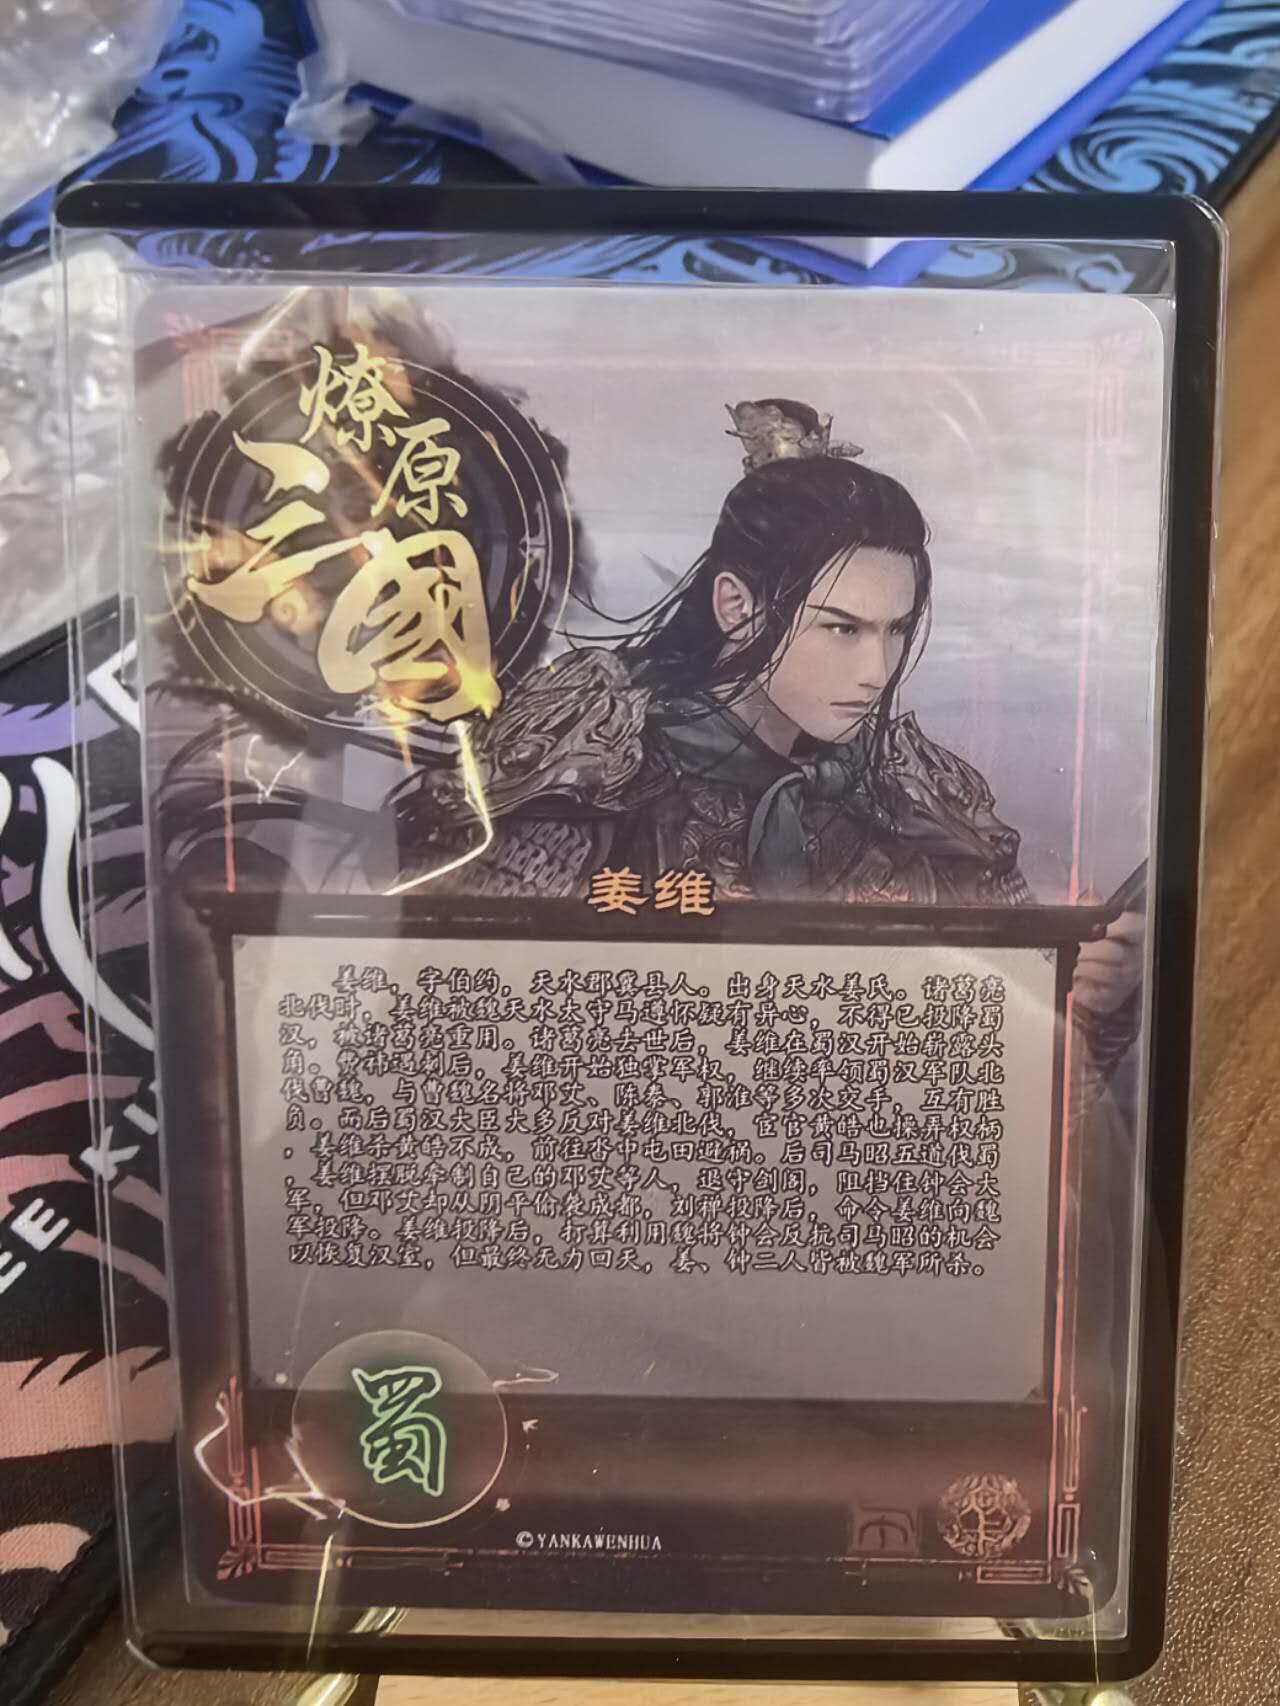 燎原
三國
姜维
姜维，字伯约，天水郡冀县人。出身天水姜氏。诸葛亮
北伐时，姜维被魏天水太守马遵怀疑有异心，不得已投降蜀
汉，被诸葛亮重用。诸葛亮去世后，姜维在蜀汉开始崭露头
角。费祎遇刺后，姜维开始独掌军权，继续率领蜀汉军队北
伐曹魏，与曹魏名将邓艾、陈泰、郭淮等多次交手，互有胜
负。而后蜀汉大臣大多反对姜维北伐，宦官黄皓也操弄权柄
，姜维杀黄皓不成，前往沓中屯田避祸。后司马昭五道伐蜀
，姜维摆脱牵制自己的邓艾等人，退守剑阁，阻挡住钟会大
军，但邓艾却从阴平偷袭成都，刘禅投降后，命令姜维向魏
军投降。姜维投降后，打算利用魏将钟会反抗司马昭的机会
以恢复汉室，但最终无力回天，姜、钟二人皆被魏军所杀。
蜀
©YANKAWENHUA